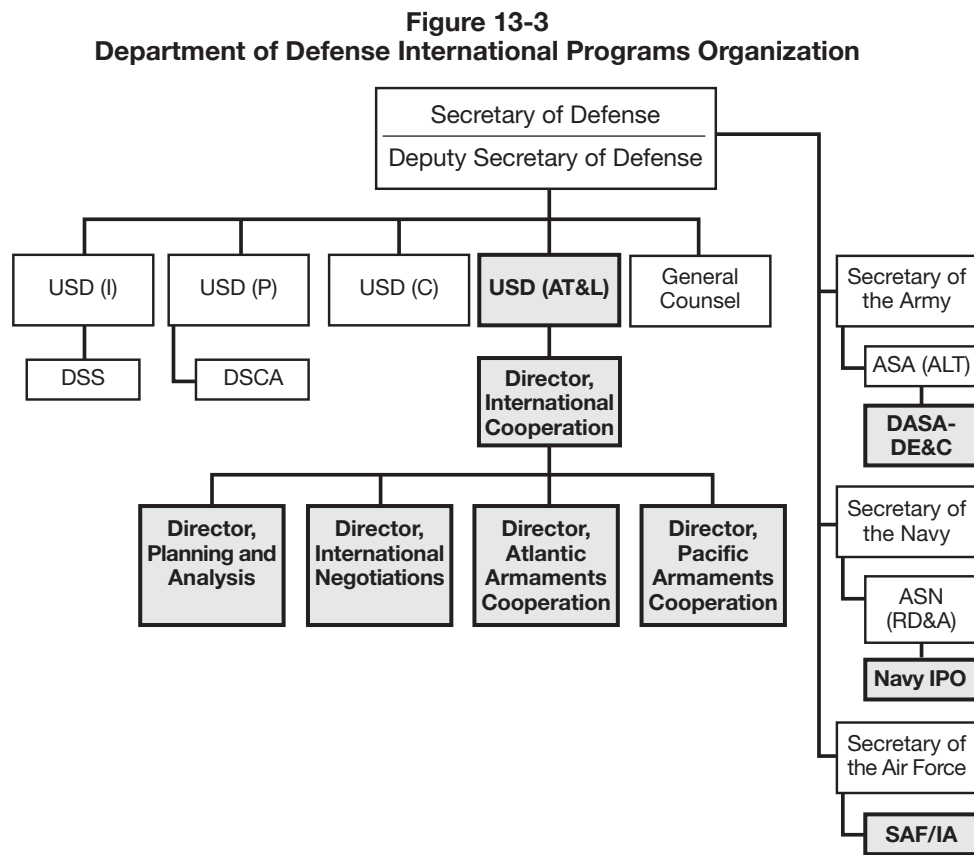 Figure 13-3
Department of Defense International Programs Organization
Secretary of Defense
Deputy Secretary of Defense
USD (I)
USD (P)
USD (C)
USD (AT&L)
General
Counsel
DSS
DSCA
Director,
International
Cooperation
Director,
Planning and
Analysis
Director,
International
Negotiations
Director,
Atlantic
Armaments
Cooperation
Director,
Pacific
Armaments
Cooperation
Secretary of
the Army
ASA (ALT)
DASA-
DE&C
Secretary of
the Navy
ASN
(RD&A)
Navy IPO
Secretary of
the Air Force
SAF/IA